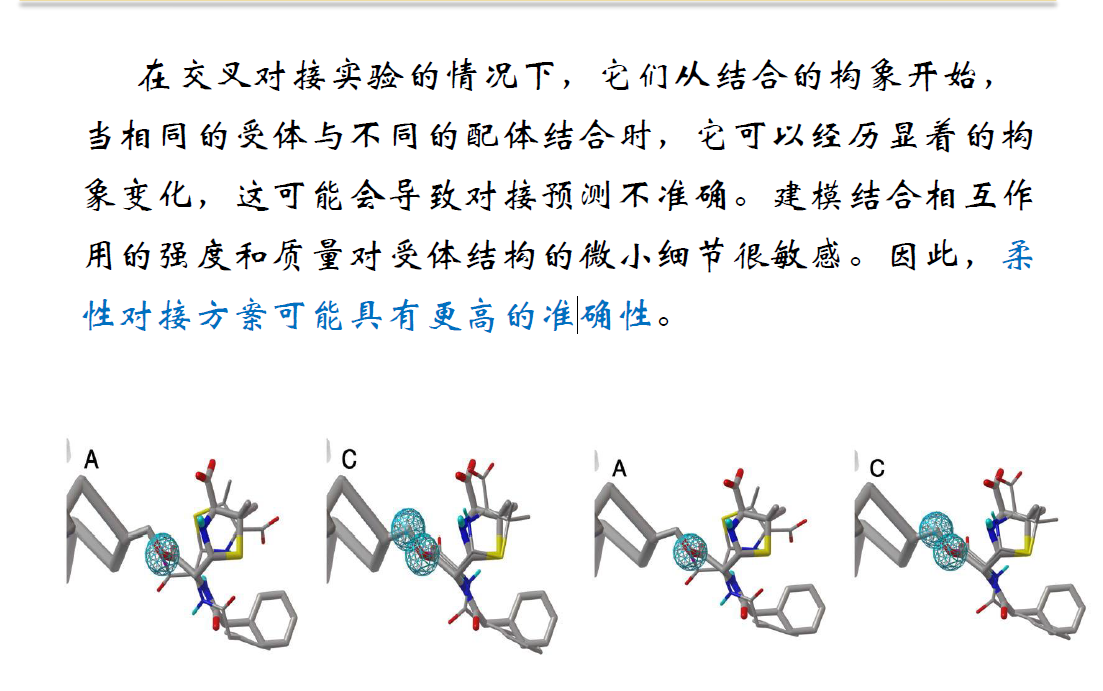 在交叉对接实验的情况下，它们从结合的构象开始，
当相同的受体与不同的配体结合时，它可以经历显着的构
象变化，这可能会导致对接预测不准确。建模结合相互作
用的强度和质量对受体结构的微小细节很敏感。因此，柔
性对接方案可能具有更高的准确性。
A C A C